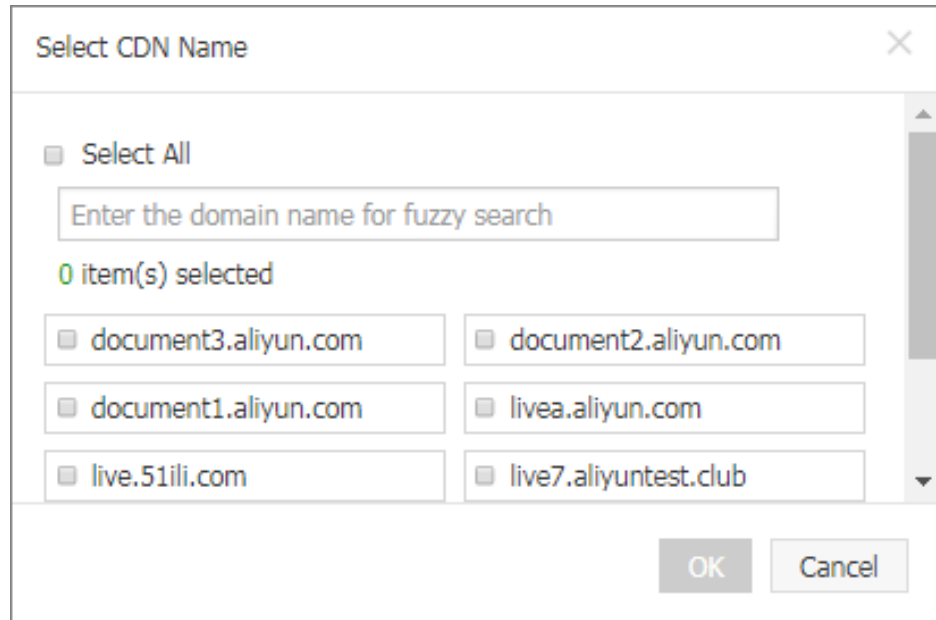 Select CDN Name
Select All
Enter the domain name for fuzzy search
0 item(s) selected
document3.aliyun.com
document2.aliyun.com
document1.aliyun.com
livea.aliyun.com
live.51ili.com
live7.aliyuntest.club
OK
Cancel